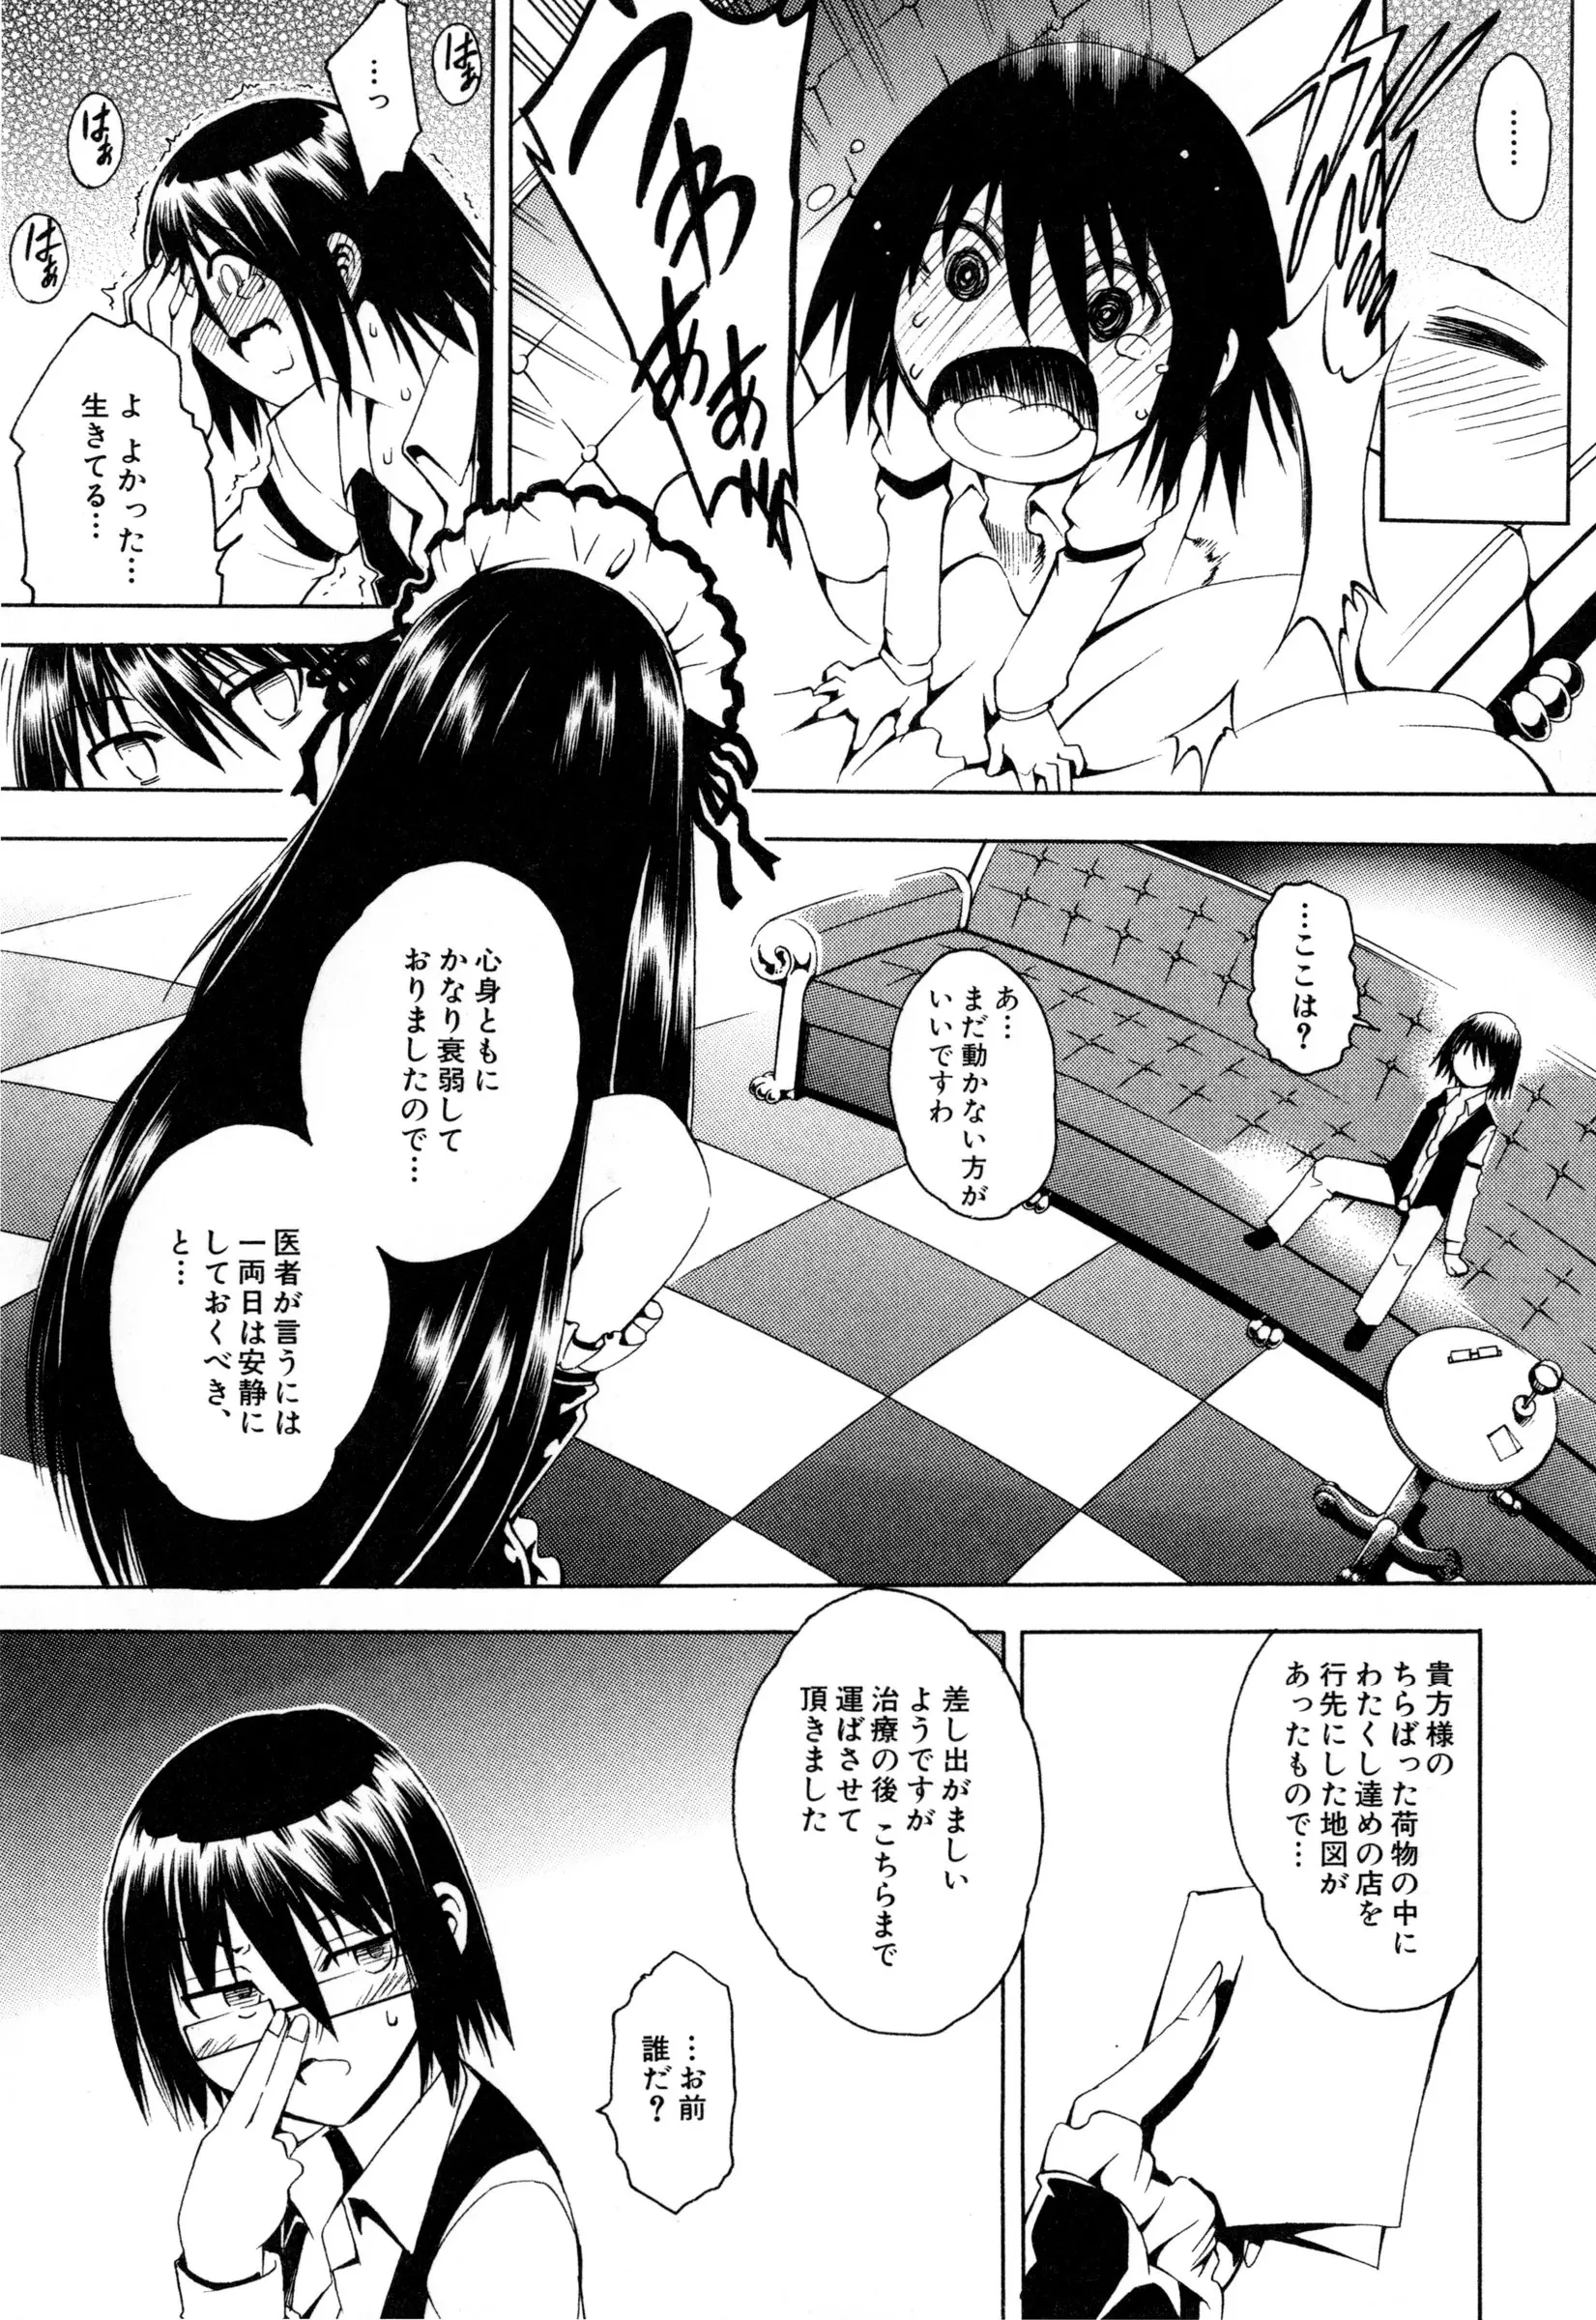 ……
カッ
うわ
ああ
あぁ
…っ
はぁ
はぁ
はぁ
よ よかった…
生きてる…
…ここは?
あ…
まだ動かない方が
いいですわ
心身ともに
かなり衰弱して
おりましたので…
医者が言うには
一両日は安静に
しておくべき、
と…
貴方様の
ちらばった荷物の中に
わたくし達めの店を
行先にした地図が
あったもので…
差し出がましい
ようですが
治療の後 こちらまで
運ばせて
頂きました
…お前
誰だ?